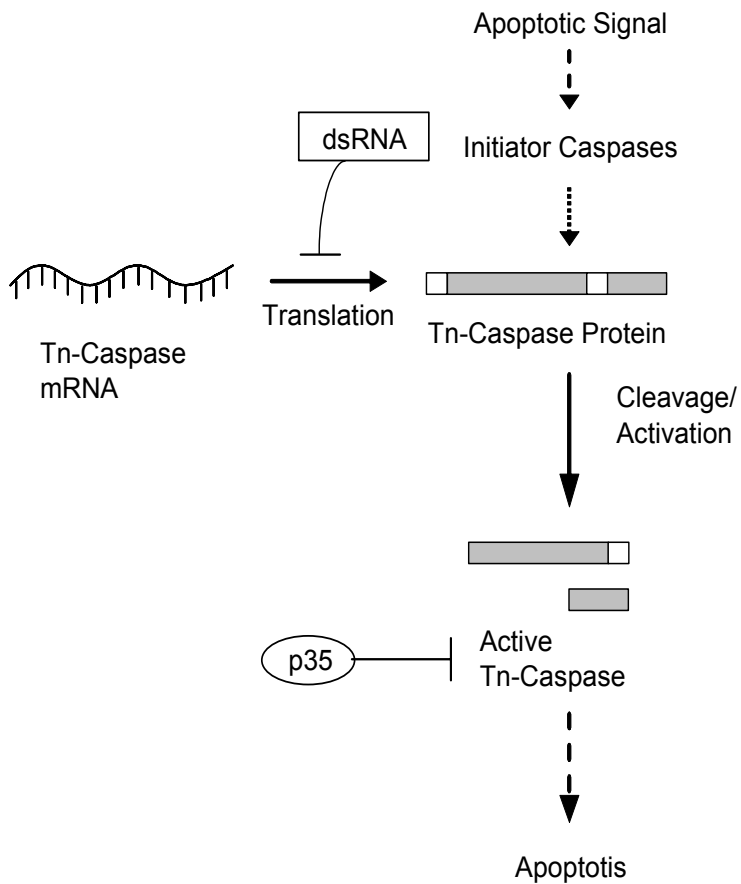 Apoptotic Signal
dsRNA
Initiator Caspases
Translation
Tn-Caspase Protein
Tn-Caspase
mRNA
Cleavage/
Activation
p35
Active
Tn-Caspase
Apoptotis